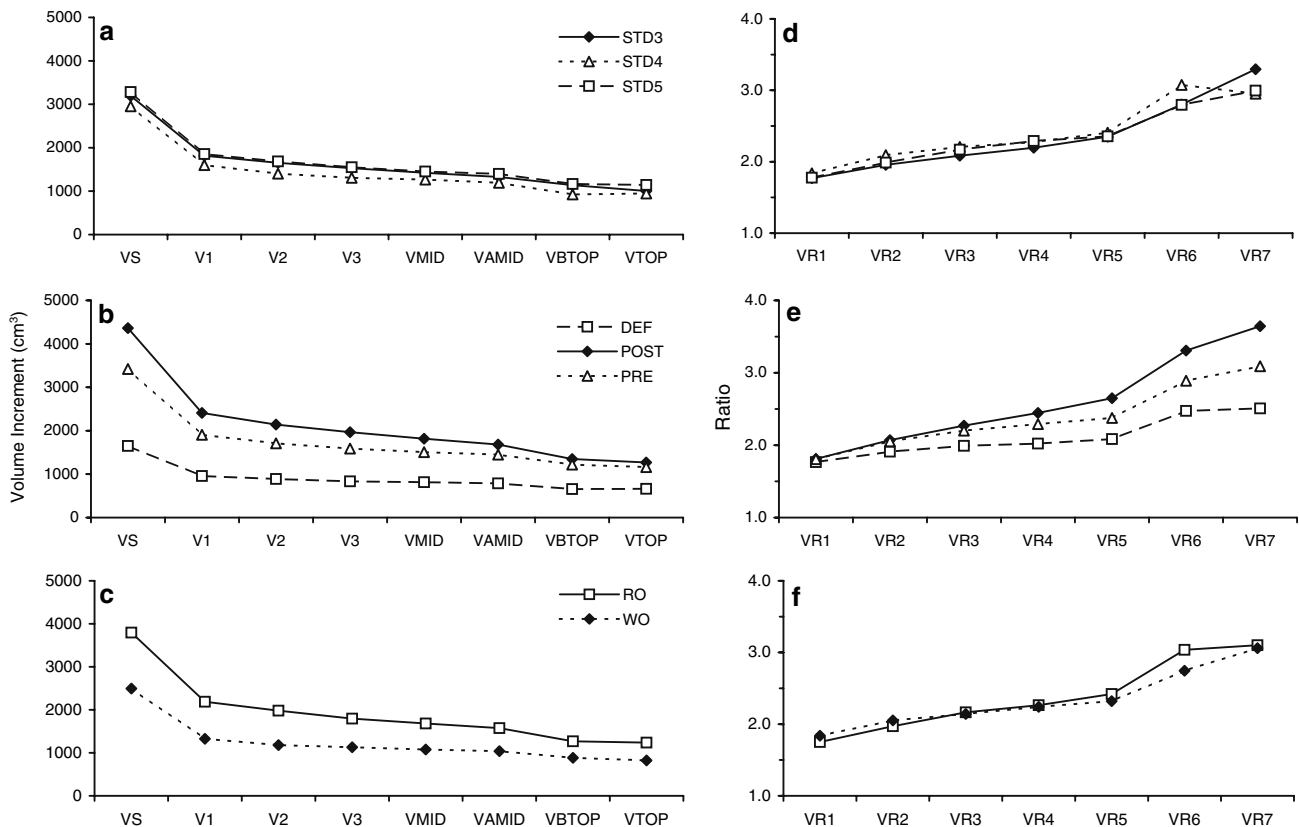 a
5000
4000
3000
2000
1000
0
VS V1 V2 V3 VMID VAMID VBTOP VTOP
STD3
STD4
STD5
d
4.0
3.0
2.0
1.0
VR1 VR2 VR3 VR4 VR5 VR6 VR7
Volume Increment (cm³)
b
5000
4000
3000
2000
1000
0
VS V1 V2 V3 VMID VAMID VBTOP VTOP
DEF
POST
PRE
Ratio
e
4.0
3.0
2.0
1.0
VR1 VR2 VR3 VR4 VR5 VR6 VR7
c
5000
4000
3000
2000
1000
0
VS V1 V2 V3 VMID VAMID VBTOP VTOP
RO
WO
f
4.0
3.0
2.0
1.0
VR1 VR2 VR3 VR4 VR5 VR6 VR7